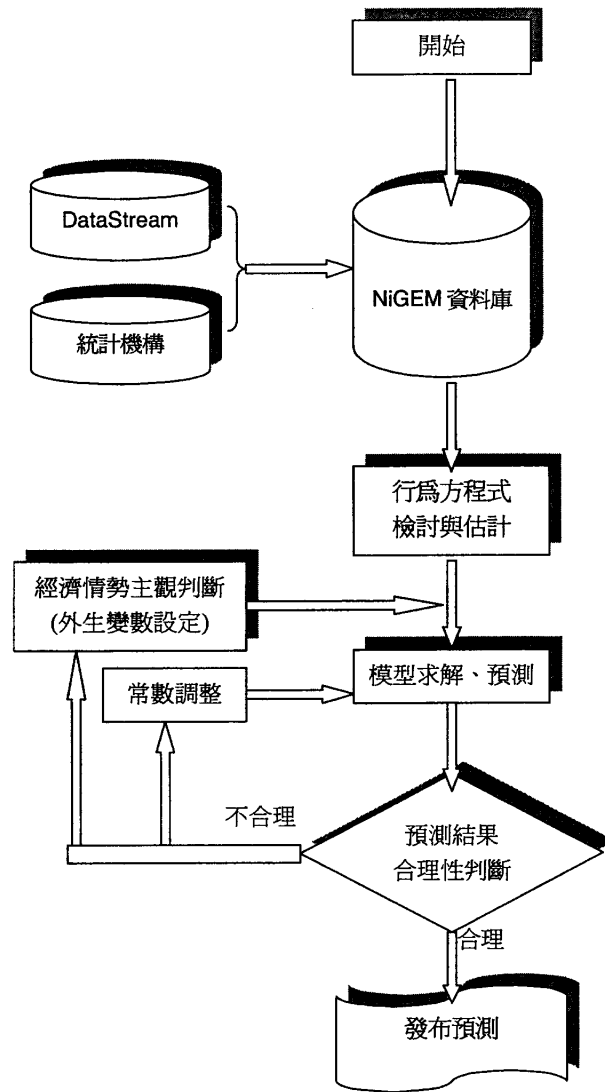 開始
DataStream
統計機構
NiGEM 資料庫
行爲方程式
檢討與估計
經濟情勢主觀判斷
(外生變數設定)
常數調整
模型求解、預測
不合理
預測結果
合理性判斷
合理
發布預測